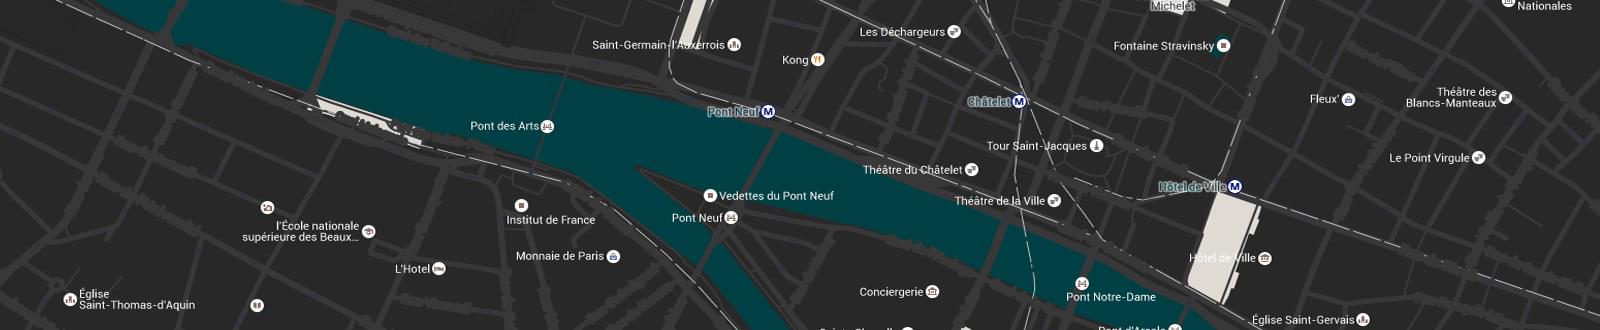 Michelet
Nationales
Les Déchargeurs
Saint-Germain-l'Auxerrois
Fontaine Stravinsky
Kong
Théâtre des
Blancs-Manteaux
Fleux'
Châtelet
Pont Neuf
Pont des Arts
Tour Saint-Jacques
Le Point Virgule
Théâtre du Châtelet
Hôtel de Ville
Vedettes du Pont Neuf
Théâtre de la Ville
Institut de France
Pont Neuf
l'École nationale
supérieure des Beaux...
Monnaie de Paris
Hôtel de Ville
L'Hotel
Conciergerie
Église
Saint-Thomas-d'Aquin
Pont Notre-Dame
Église Saint-Gervais
Pont d'Arcole